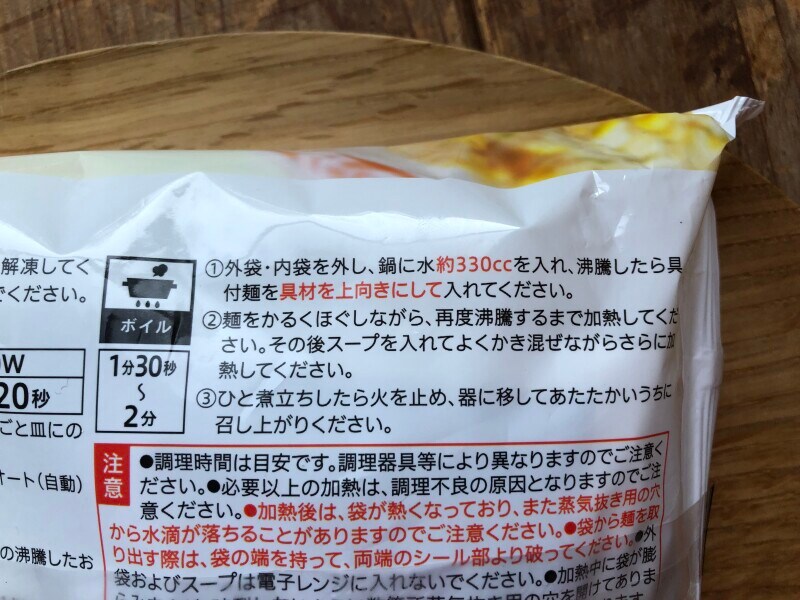 解凍してく
でください。
0W
20秒
ごと皿にの
オート(自動)
の沸騰したお
ボイル
1分30秒
〜
2分
①外袋・内袋を外し、鍋に水約330ccを入れ、沸騰したら具
付麺を具材を上向きにして入れてください。
②麺をかるくほぐしながら、再度沸騰するまで加熱してくだ
さい。その後スープを入れてよくかき混ぜながらさらに加
熱してください。
③ひと煮立ちしたら火を止め、器に移してあたたかいうちに
召し上がりください。
注意
●調理時間は目安です。調理器具等により異なりますのでご注意く
ださい。●必要以上の加熱は、調理不良の原因となりますのでご注
意ください。●加熱後は、袋が熱くなっており、また蒸気抜き用の穴
から水滴が落ちることがありますのでご注意ください。●袋から麺を取
り出す際は、袋の端を持って、両端のシール部より破ってください。●外
袋およびスープは電子レンジに入れないでください。●加熱中に袋が膨
蒸気抜き用の穴を開けてありま